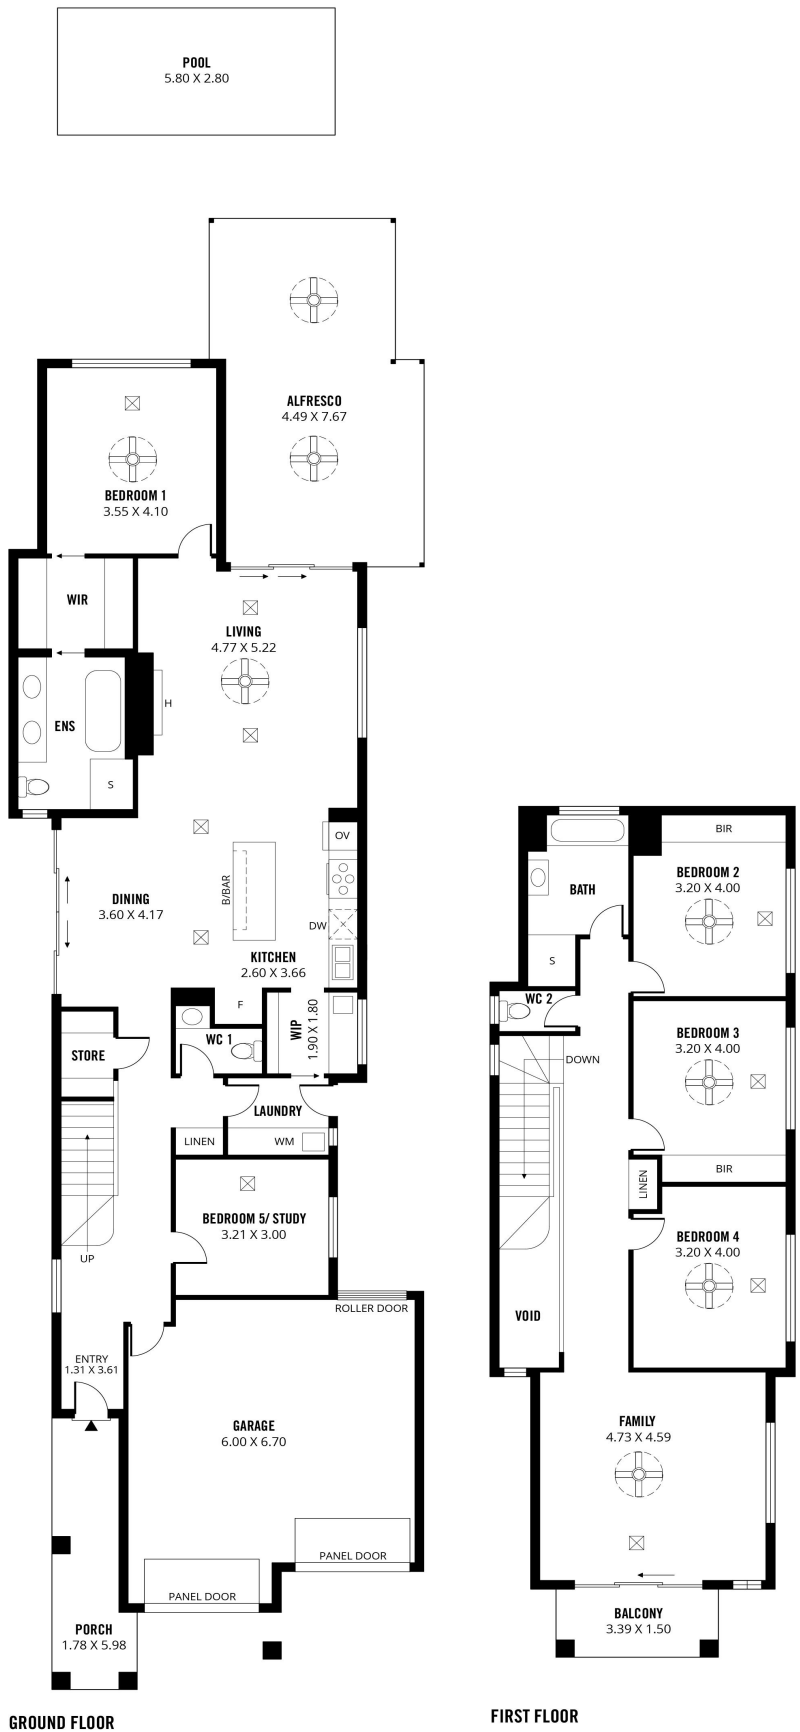 POOL
5.80 X 2.80
ALFRESCO
4.49 X 7.67
BEDROOM 1
3.55 X 4.10
WIR
LIVING
4.77 X 5.22
H
ENS
S
OV
DINING
3.60 X 4.17
B/BAR
DW
KITCHEN
2.60 X 3.66
F
WIP
1.90 X 1.80
WC 1
STORE
LAUNDRY
LINEN
WM
BEDROOM 5/ STUDY
3.21 X 3.00
UP
ROLLER DOOR
ENTRY
1.31 X 3.61
GARAGE
6.00 X 6.70
PANEL DOOR
PANEL DOOR
PORCH
1.78 X 5.98
GROUND FLOOR
BIR
BEDROOM 2
3.20 X 4.00
BATH
S
WC 2
BEDROOM 3
3.20 X 4.00
DOWN
BIR
LINEN
BEDROOM 4
3.20 X 4.00
VOID
FAMILY
4.73 X 4.59
BALCONY
3.39 X 1.50
FIRST FLOOR